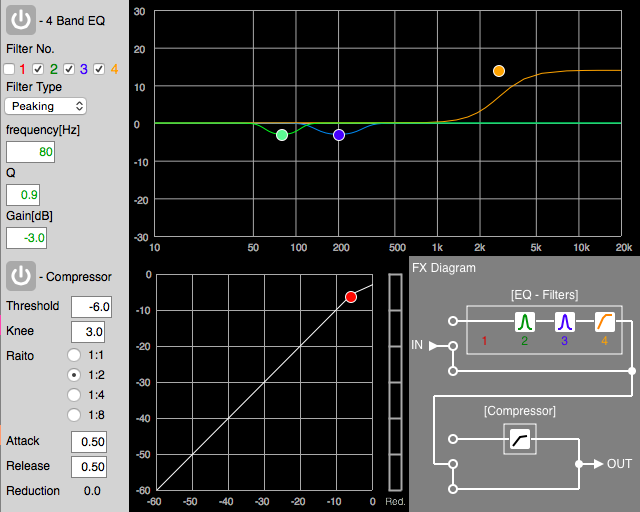 - 4 Band EQ
Filter No.
1 2 3 4
Filter Type
Peaking
frequency[Hz]
80
Q
0.9
Gain[dB]
-3.0
30
20
10
0
-10
-20
-30
10 50 100 200 500 1k 2k 5k 10k 20k
- Compressor
Threshold -6.0
Knee 3.0
Raito 1:1
1:2
1:4
1:8
Attack 0.50
Release 0.50
Reduction 0.0
0
-10
-20
-30
-40
-50
-60
-60 -50 -40 -30 -20 -10 0 Red.
FX Diagram
[EQ - Filters]
1 2 3 4
IN
[Compressor]
OUT